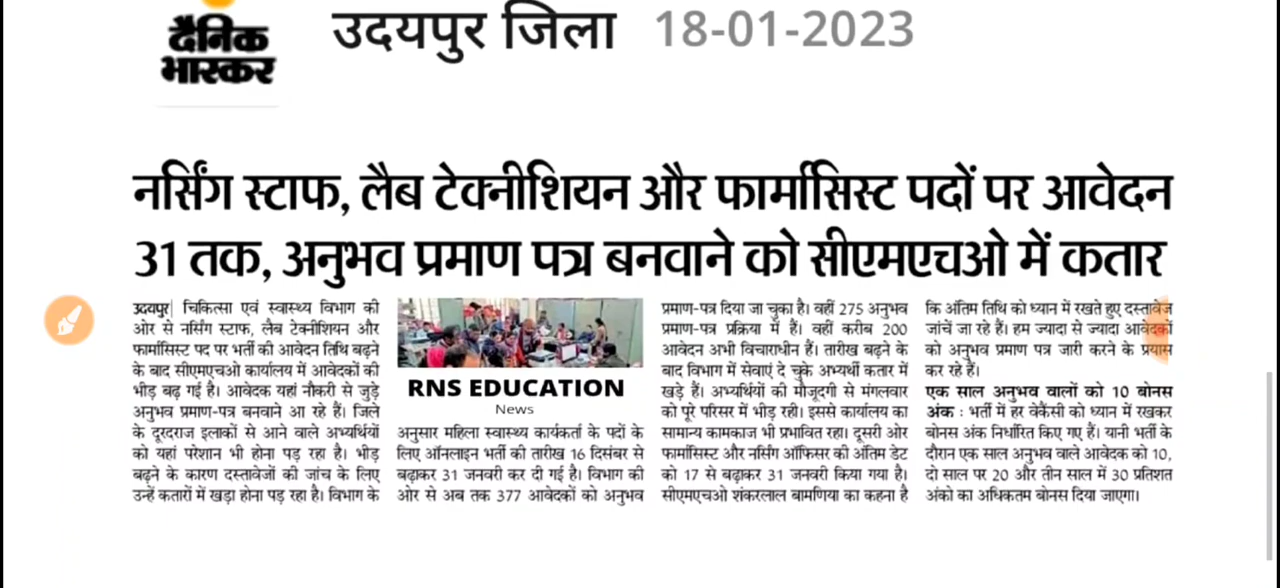 दैनिक
भास्कर
उदयपुर जिला 18-01-2023
नर्सिंग स्टाफ, लैब टेक्नीशियन और फार्मासिस्ट पदों पर आवेदन
31 तक, अनुभव प्रमाण पत्र बनवाने को सीएमएचओ में कतार
उदयपुर| चिकित्सा एवं स्वास्थ्य विभाग की
ओर से नर्सिंग स्टाफ, लैब टेक्नीशियन और
फार्मासिस्ट पद पर भर्ती की आवेदन तिथि बढ़ने
के बाद सीएमएचओ कार्यालय में आवेदकों की
भीड़ बढ़ गई है। आवेदक यहां नौकरी से जुड़े
अनुभव प्रमाण-पत्र बनवाने आ रहे हैं। जिले
के दूरदराज इलाकों से आने वाले अभ्यर्थियों
को यहां परेशान भी होना पड़ रहा है। भीड़
बढ़ने के कारण दस्तावेजों की जांच के लिए
उन्हें कतारों में खड़ा होना पड़ रहा है। विभाग के
RNS EDUCATION
News
अनुसार महिला स्वास्थ्य कार्यकर्ता के पदों के
लिए ऑनलाइन भर्ती की तारीख 16 दिसंबर से
बढ़ाकर 31 जनवरी कर दी गई है। विभाग की
ओर से अब तक 377 आवेदकों को अनुभव
प्रमाण-पत्र दिया जा चुका है। वहीं 275 अनुभव
प्रमाण-पत्र प्रक्रिया में हैं। वहीं करीब 200
आवेदन अभी विचाराधीन हैं। तारीख बढ़ने के
बाद विभाग में सेवाएं दे चुके अभ्यर्थी कतार में
खड़े हैं। अभ्यर्थियों की मौजूदगी से मंगलवार
को पूरे परिसर में भीड़ रही। इससे कार्यालय का
सामान्य कामकाज भी प्रभावित रहा। दूसरी ओर
फार्मासिस्ट और नर्सिंग ऑफिसर की अंतिम डेट
को 17 से बढ़ाकर 31 जनवरी किया गया है।
सीएमएचओ शंकरलाल बामणिया का कहना है
कि अंतिम तिथि को ध्यान में रखते हुए दस्तावेज
जांचें जा रहे हैं। हम ज्यादा से ज्यादा आवेदकों
को अनुभव प्रमाण पत्र जारी करने के प्रयास
कर रहे हैं।
एक साल अनुभव वालों को 10 बोनस
अंक : भर्ती में हर वेकैंसी को ध्यान में रखकर
बोनस अंक निर्धारित किए गए हैं। यानी भर्ती के
दौरान एक साल अनुभव वाले आवेदक को 10,
दो साल पर 20 और तीन साल में 30 प्रतिशत
अंको का अधिकतम बोनस दिया जाएगा।